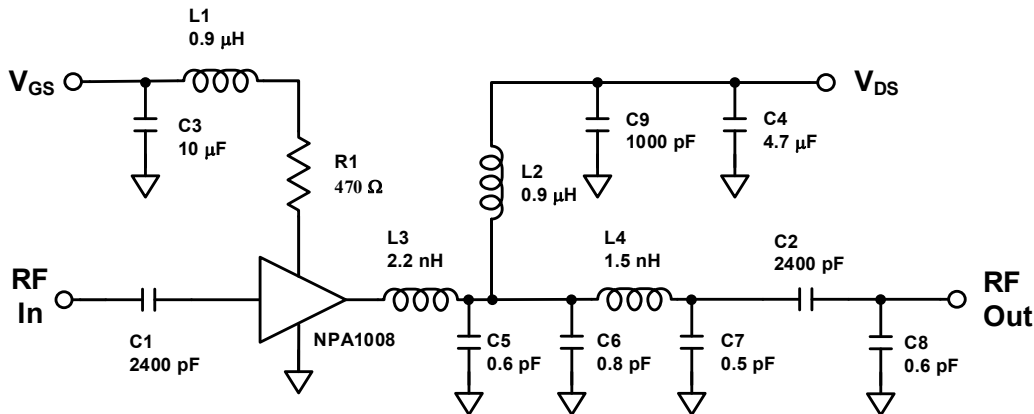 L1
0.9 µH
V_GS
C3
10 µF
R1
470 Ω
L2
0.9 µH
C9
1000 pF
C4
4.7 µF
V_DS
RF
In
C1
2400 pF
NPA1008
L3
2.2 nH
C5
0.6 pF
C6
0.8 pF
L4
1.5 nH
C7
0.5 pF
C2
2400 pF
C8
0.6 pF
RF
Out